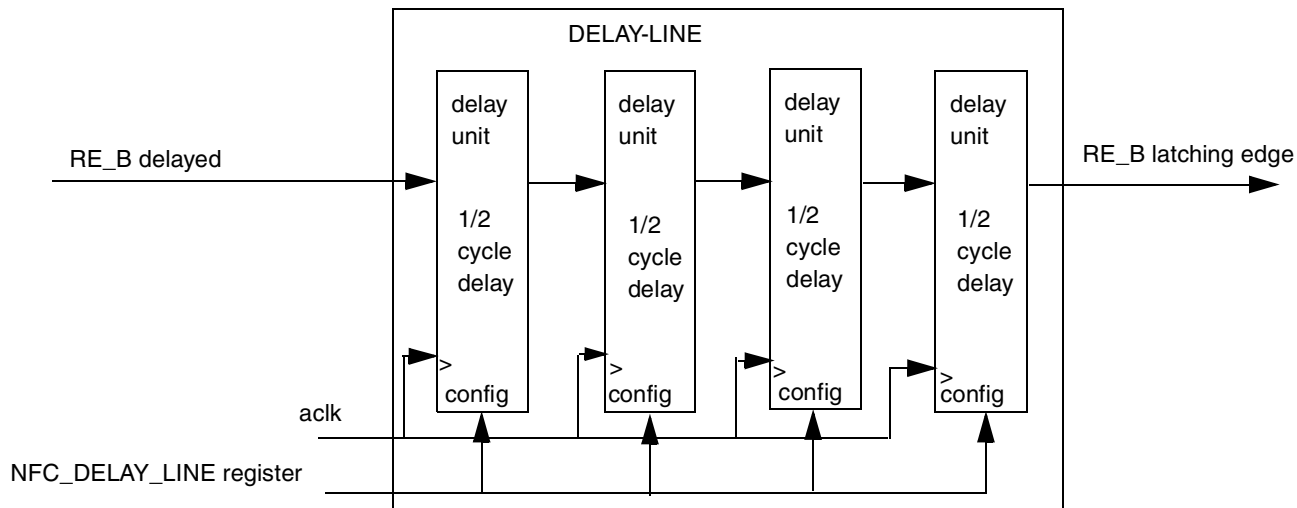 DELAY-LINE
delay
unit
1/2
cycle
delay
>
config
delay
unit
1/2
cycle
delay
>
config
delay
unit
1/2
cycle
delay
>
config
delay
unit
1/2
cycle
delay
>
config
RE_B delayed
RE_B latching edge
aclk
NFC_DELAY_LINE register